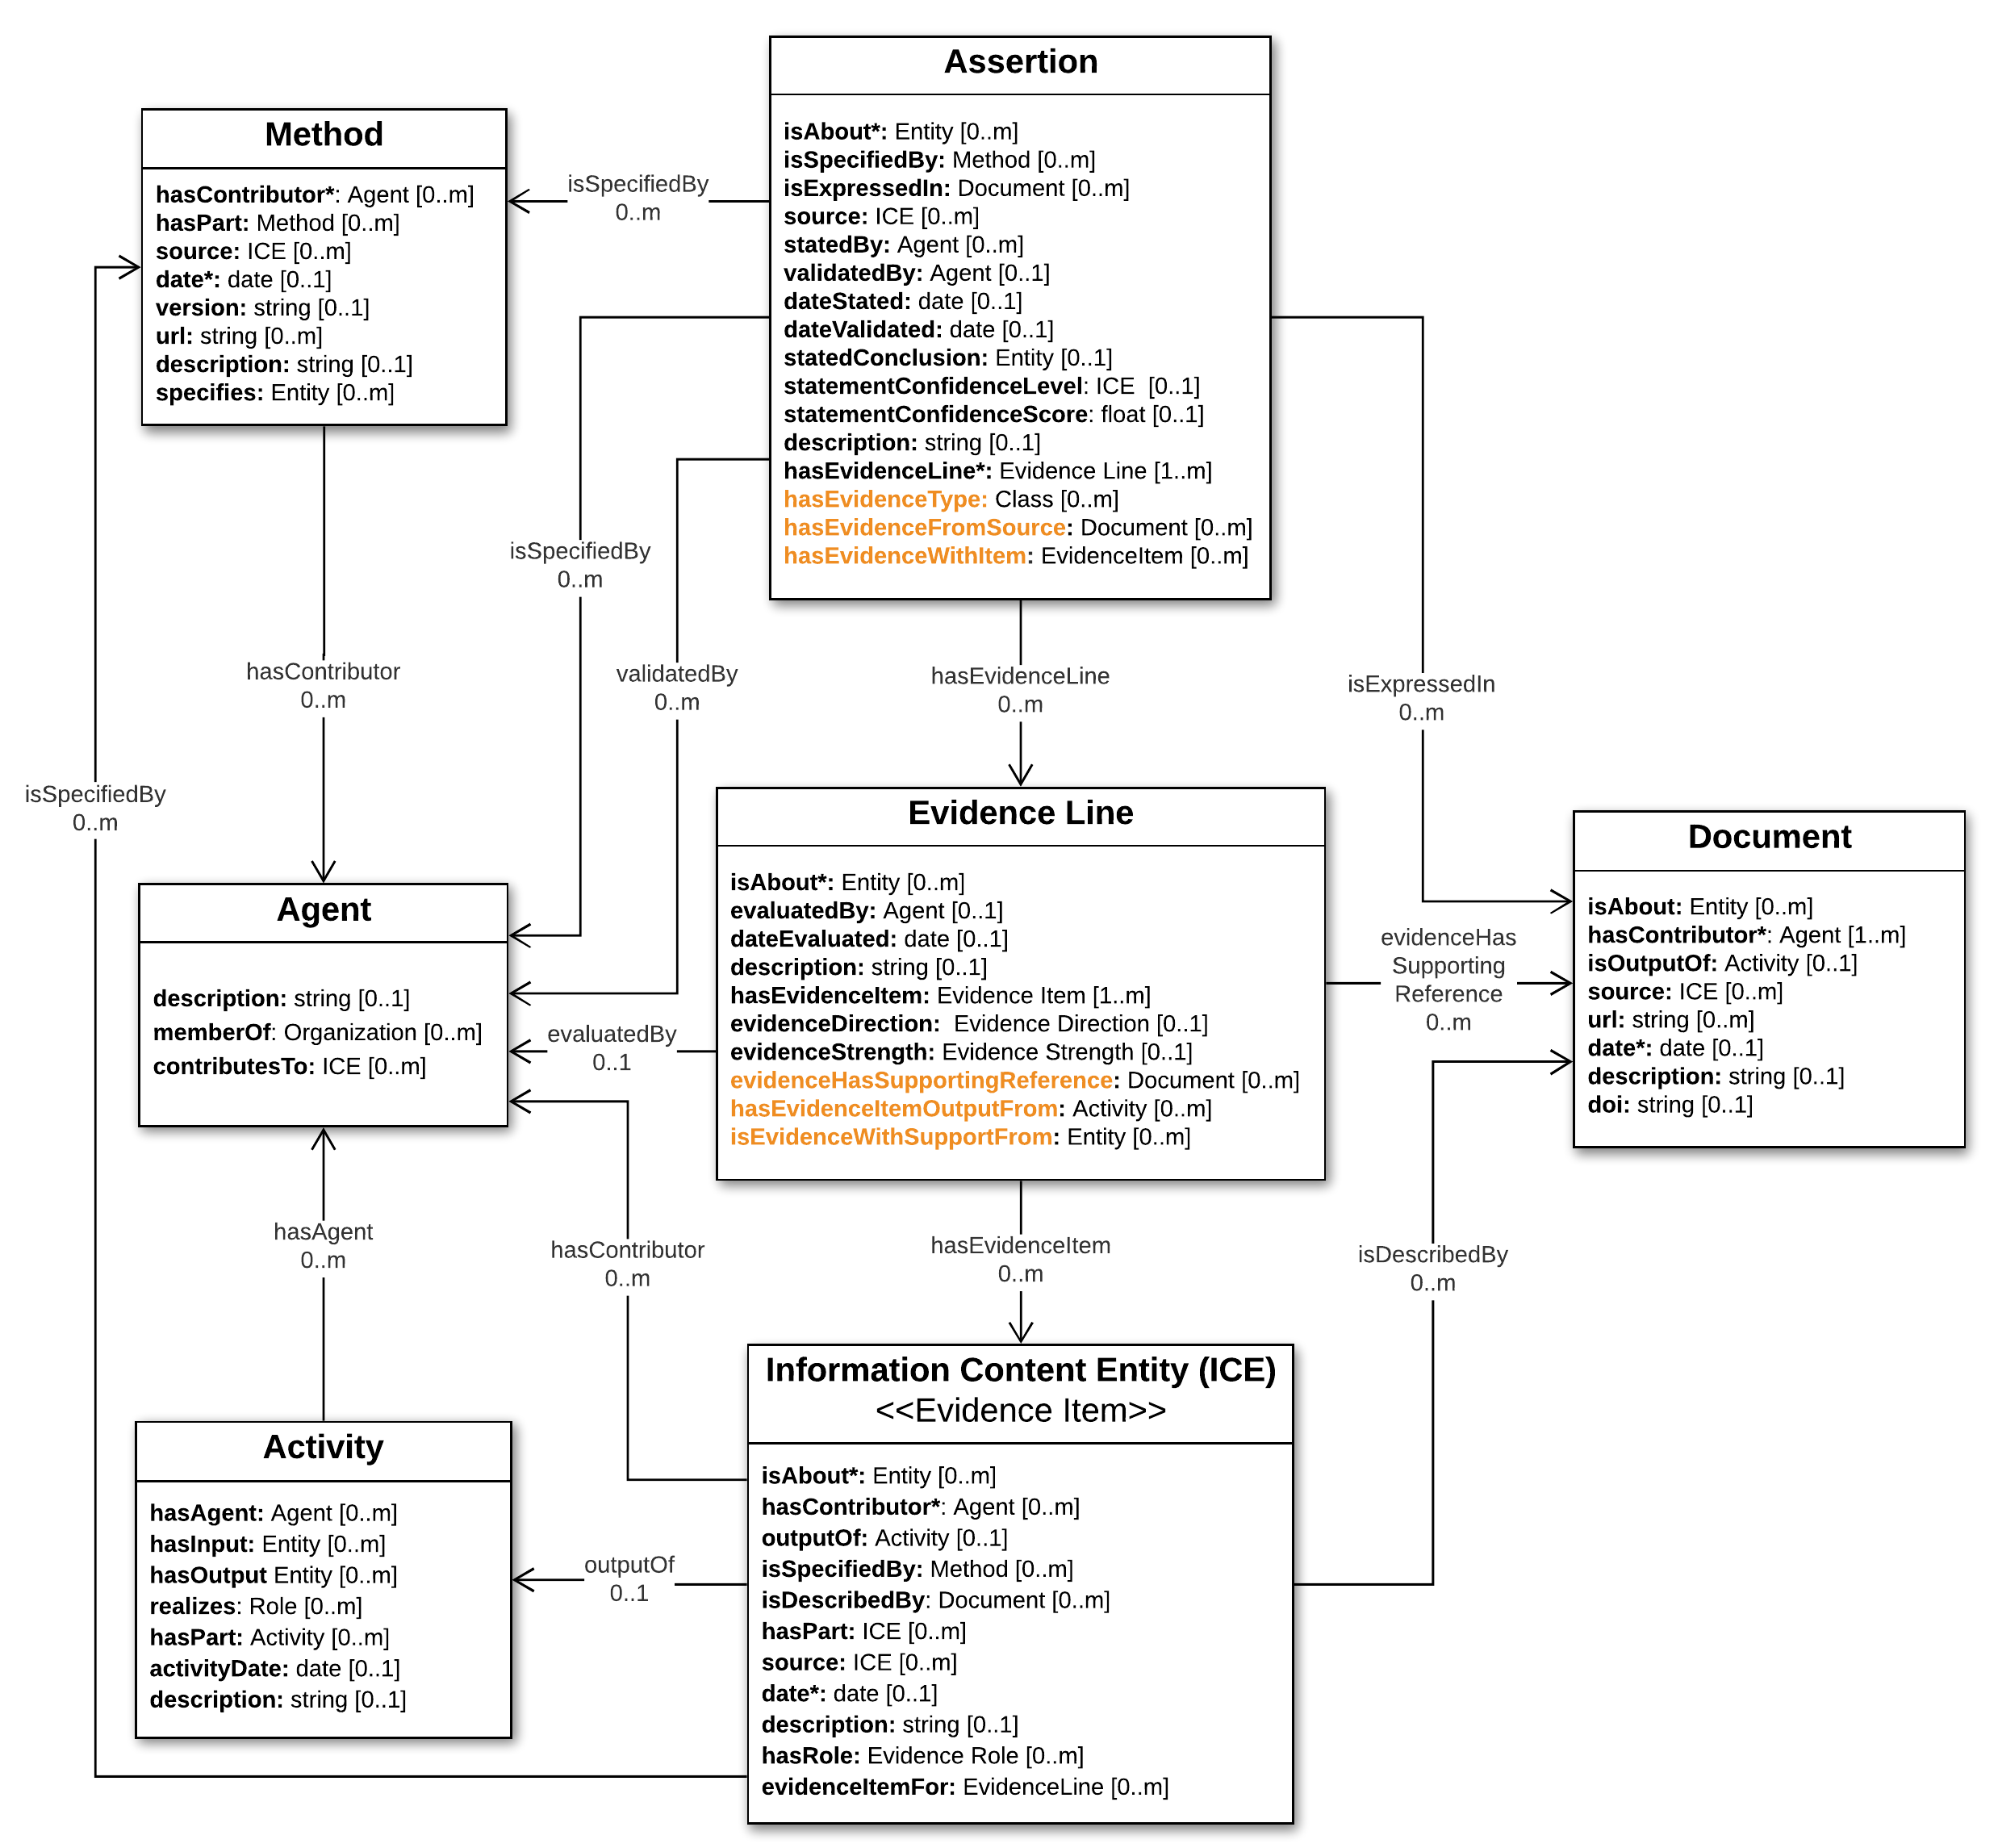 Assertion
isAbout*: Entity [0..m]
isSpecifiedBy: Method [0..m]
isExpressedIn: Document [0..m]
source: ICE [0..m]
statedBy: Agent [0..m]
validatedBy: Agent [0..1]
dateStated: date [0..1]
dateValidated: date [0..1]
statedConclusion: Entity [0..1]
statementConfidenceLevel: ICE  [0..1]
statementConfidenceScore: float [0..1]
description: string [0..1]
hasEvidenceLine*: Evidence Line [1..m]
hasEvidenceType: Class [0..m]
hasEvidenceFromSource: Document [0..m]
hasEvidenceWithItem: EvidenceItem [0..m]
Method
hasContributor*: Agent [0..m]
hasPart: Method [0..m]
source: ICE [0..m]
date*: date [0..1]
version: string [0..1]
url: string [0..m]
description: string [0..1]
specifies: Entity [0..m]
isSpecifiedBy
0..m
isSpecifiedBy
0..m
hasContributor
0..m
validatedBy
0..m
hasEvidenceLine
0..m
isExpressedIn
0..m
isSpecifiedBy
0..m
Evidence Line
isAbout*: Entity [0..m]
evaluatedBy: Agent [0..1]
dateEvaluated: date [0..1]
description: string [0..1]
hasEvidenceItem: Evidence Item [1..m]
evidenceDirection:  Evidence Direction [0..1]
evidenceStrength: Evidence Strength [0..1]
evidenceHasSupportingReference: Document [0..m]
hasEvidenceItemOutputFrom: Activity [0..m]
isEvidenceWithSupportFrom: Entity [0..m]
Document
isAbout: Entity [0..m]
hasContributor*: Agent [1..m]
isOutputOf: Activity [0..1]
source: ICE [0..m]
url: string [0..m]
date*: date [0..1]
description: string [0..1]
doi: string [0..1]
Agent
description: string [0..1]
memberOf: Organization [0..m]
contributesTo: ICE [0..m]
evidenceHas
Supporting
Reference
0..m
evaluatedBy
0..1
hasAgent
0..m
hasContributor
0..m
hasEvidenceItem
0..m
isDescribedBy
0..m
Information Content Entity (ICE)
<<Evidence Item>>
isAbout*: Entity [0..m]
hasContributor*: Agent [0..m]
outputOf: Activity [0..1]
isSpecifiedBy: Method [0..m]
isDescribedBy: Document [0..m]
hasPart: ICE [0..m]
source: ICE [0..m]
date*: date [0..1]
description: string [0..1]
hasRole: Evidence Role [0..m]
evidenceItemFor: EvidenceLine [0..m]
Activity
hasAgent: Agent [0..m]
hasInput: Entity [0..m]
hasOutput Entity [0..m]
realizes: Role [0..m]
hasPart: Activity [0..m]
activityDate: date [0..1]
description: string [0..1]
outputOf
0..1